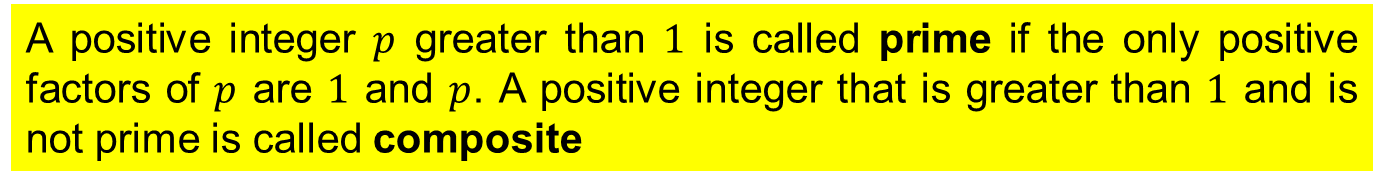 A positive integer p greater than 1 is called prime if the only positive
factors of p are 1 and p. A positive integer that is greater than 1 and is
not prime is called composite